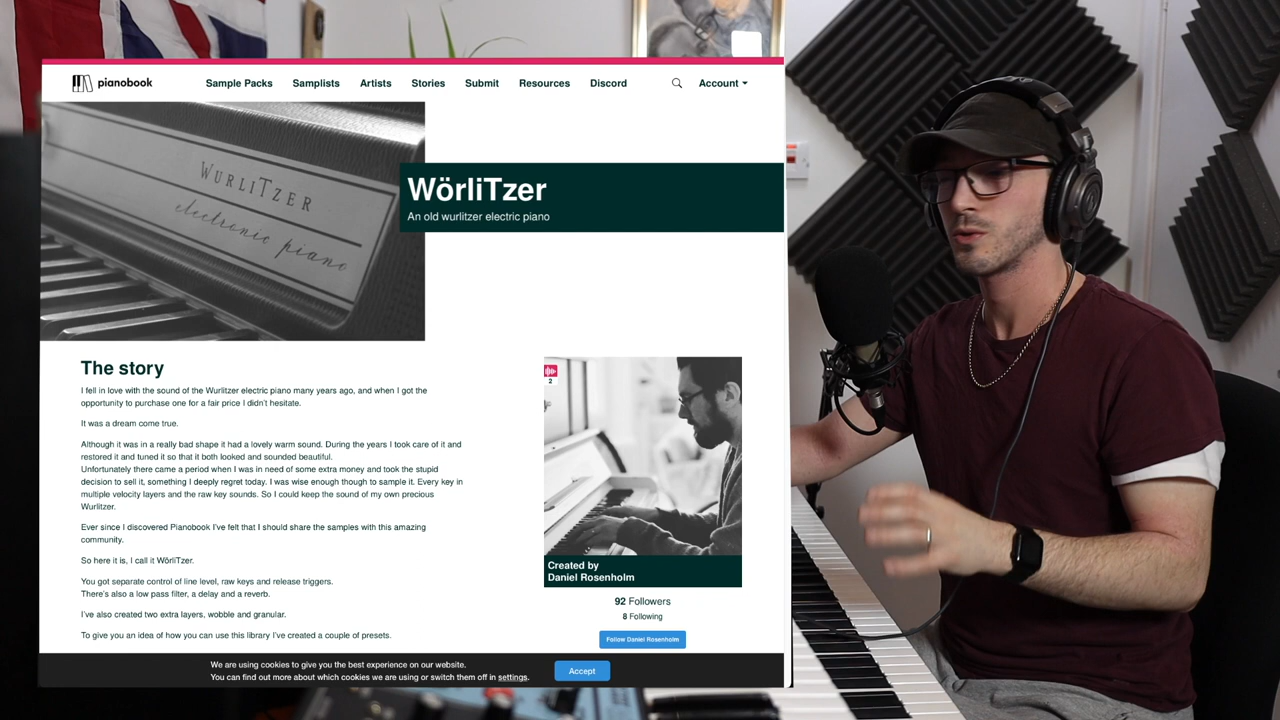 pianobook
Sample Packs
Samplists
Artists
Stories
Submit
Resources
Discord
Account
WURLITZER
electronic piano
WörliTzer
An old wurlitzer electric piano
The story
I fell in love with the sound of the Wurlitzer electric piano many years ago, and when I got the
opportunity to purchase one for a fair price I didn't hesitate.
It was a dream come true.
Although it was in a really bad shape it had a lovely warm sound. During the years I took care of it and
restored it and tuned it so that it both looked and sounded beautiful.
Unfortunately there came a period when I was in need of some extra money and took the stupid
decision to sell it, something I deeply regret today. I was wise enough though to sample it. Every key in
multiple velocity layers and the raw key sounds. So I could keep the sound of my own precious
Wurlitzer.
Ever since I discovered Pianobook I've felt that I should share the samples with this amazing
community.
So here it is, I call it WörliTzer.
You got separate control of line level, raw keys and release triggers.
There's also a low pass filter, a delay and a reverb.
I've also created two extra layers, wobble and granular.
To give you an idea of how you can use this library I've created a couple of presets.
2
Created by
Daniel Rosenholm
92 Followers
8 Following
Follow Daniel Rosenholm
We are using cookies to give you the best experience on our website.
You can find out more about which cookies we are using or switch them off in settings.
Accept